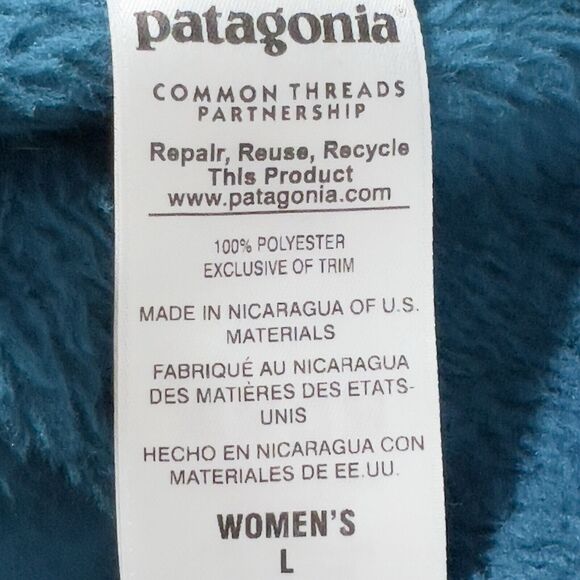 patagonia®
COMMON THREADS
PARTNERSHIP
Repair, Reuse, Recycle
This Product
www.patagonia.com
100% POLYESTER
EXCLUSIVE OF TRIM
MADE IN NICARAGUA OF U.S.
MATERIALS
FABRIQUÉ AU NICARAGUA
DES MATIÈRES DES ETATS-
UNIS
HECHO EN NICARAGUA CON
MATERIALES DE EE.UU.
WOMEN'S
L